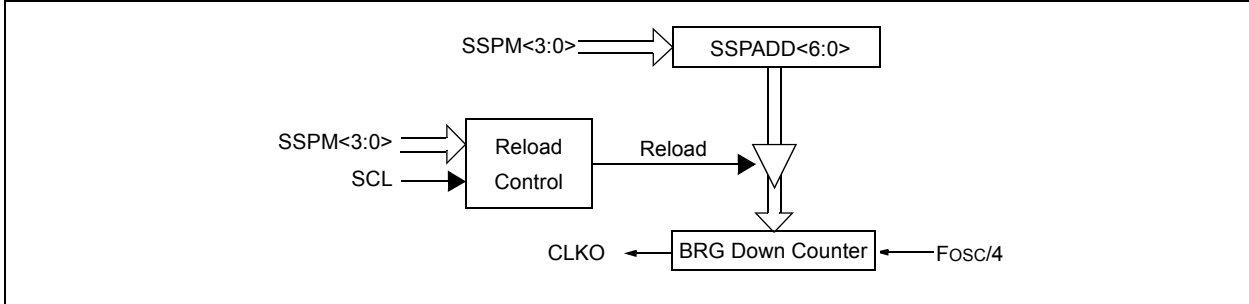 SSPM<3:0>
SSPADD<6:0>
SSPM<3:0>
SCL
Reload
Control
Reload
CLKO
BRG Down Counter
FOSC/4